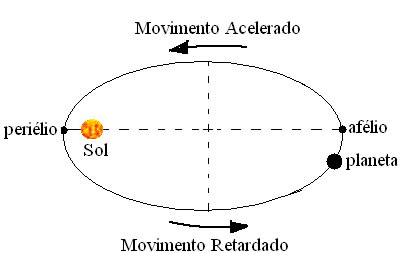 Movimento Acelerado
periélio
afélio
Sol
planeta
Movimento Retardado